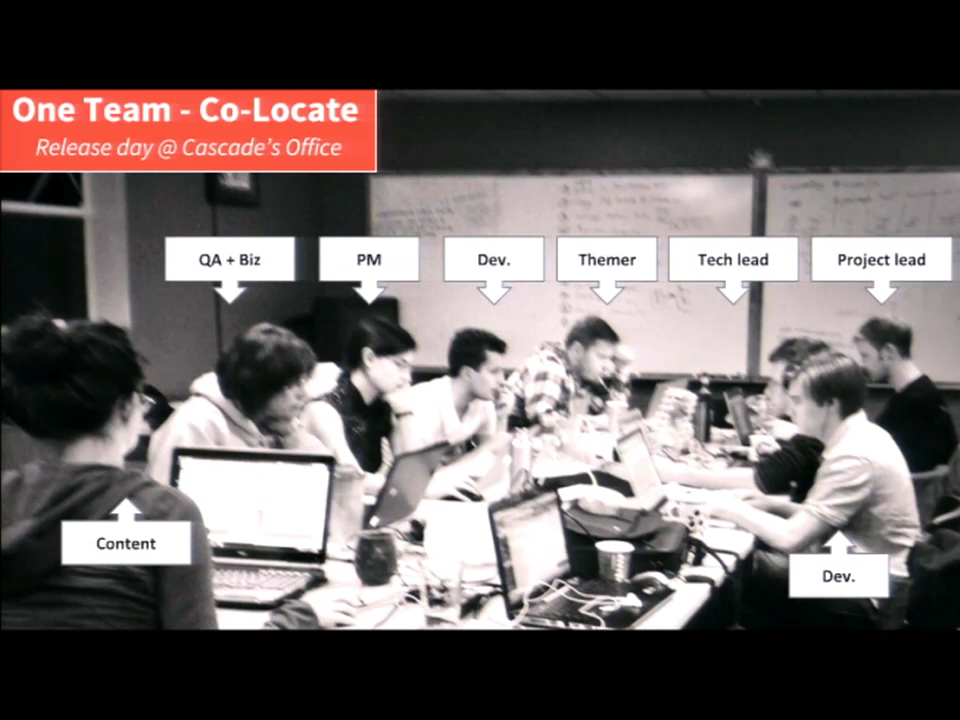 One Team - Co-Locate
Release day @ Cascade's Office
QA + Biz
PM
Dev.
Themer
Tech lead
Project lead
Content
Dev.